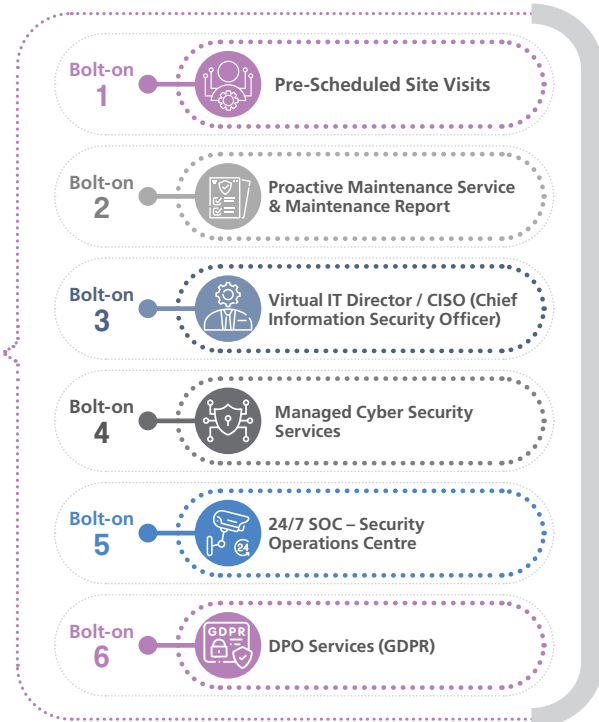 Bolt-on
1
Pre-Scheduled Site Visits
Bolt-on
2
Proactive Maintenance Service
& Maintenance Report
Bolt-on
3
Virtual IT Director / CISO (Chief
Information Security Officer)
Bolt-on
4
Managed Cyber Security
Services
Bolt-on
5
24
24/7 SOC – Security
Operations Centre
Bolt-on
6
GDPR
DPO Services (GDPR)